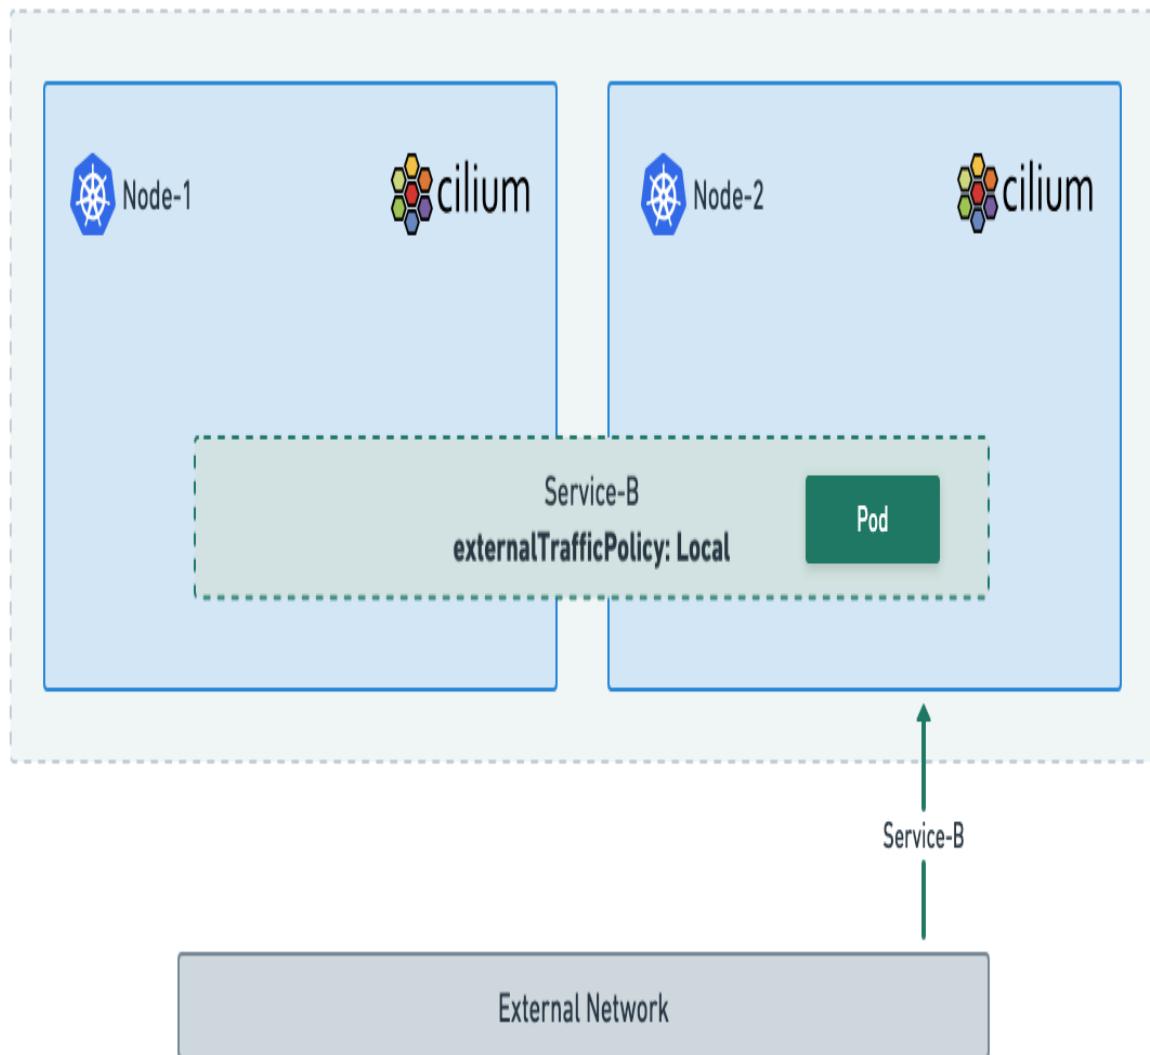 Node-1
cilium
Node-2
cilium
Service-B
externalTrafficPolicy: Local
Pod
Service-B
External Network